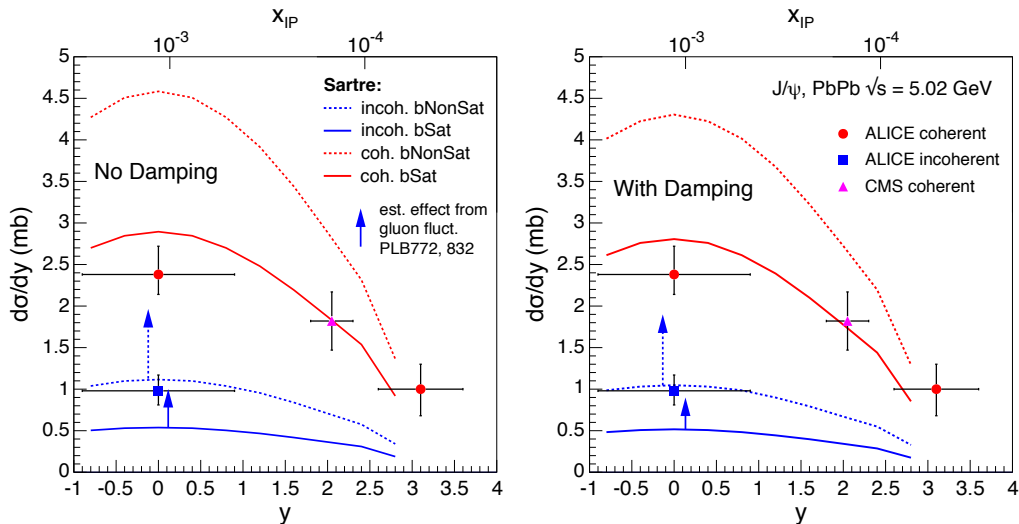 x_IP
10^-3
10^-4
5
4.5
4
3.5
3
2.5
2
1.5
1
0.5
0
dσ/dy (mb)
Sartre:
incoh. bNonSat
incoh. bSat
coh. bNonSat
coh. bSat
No Damping
est. effect from
gluon fluct.
PLB772, 832
-1 -0.5 0 0.5 1 1.5 2 2.5 3 3.5 4
y
x_IP
10^-3
10^-4
5
4.5
4
3.5
3
2.5
2
1.5
1
0.5
0
dσ/dy (mb)
J/ψ, PbPb √s = 5.02 GeV
ALICE coherent
ALICE incoherent
CMS coherent
With Damping
-1 -0.5 0 0.5 1 1.5 2 2.5 3 3.5 4
y